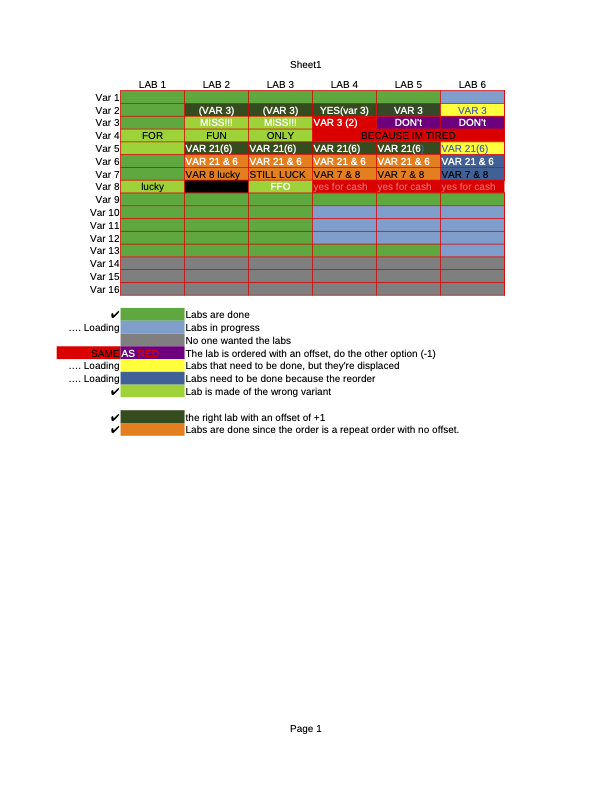 Sheet1
LAB 1 LAB 2 LAB 3 LAB 4 LAB 5 LAB 6
Var 1
Var 2 (VAR 3) (VAR 3) YES(var 3) VAR 3 VAR 3
Var 3 MISS!!! MISS!!! VAR 3 (2) DON't DON't
Var 4 FOR FUN ONLY BECAUSE IM TIRED
Var 5 VAR 21(6) VAR 21(6) VAR 21(6) VAR 21(6) VAR 21(6)
Var 6 VAR 21 & 6 VAR 21 & 6 VAR 21 & 6 VAR 21 & 6 VAR 21 & 6
Var 7 VAR 8 lucky STILL LUCK VAR 7 & 8 VAR 7 & 8 VAR 7 & 8
Var 8 lucky FFO yes for cash yes for cash yes for cash
Var 9
Var 10
Var 11
Var 12
Var 13
Var 14
Var 15
Var 16
✔ Labs are done
.... Loading Labs in progress
No one wanted the labs
SAME AS The lab is ordered with an offset, do the other option (-1)
.... Loading Labs that need to be done, but they're displaced
.... Loading Labs need to be done because the reorder
✔ Lab is made of the wrong variant
✔ the right lab with an offset of +1
✔ Labs are done since the order is a repeat order with no offset.
Page 1